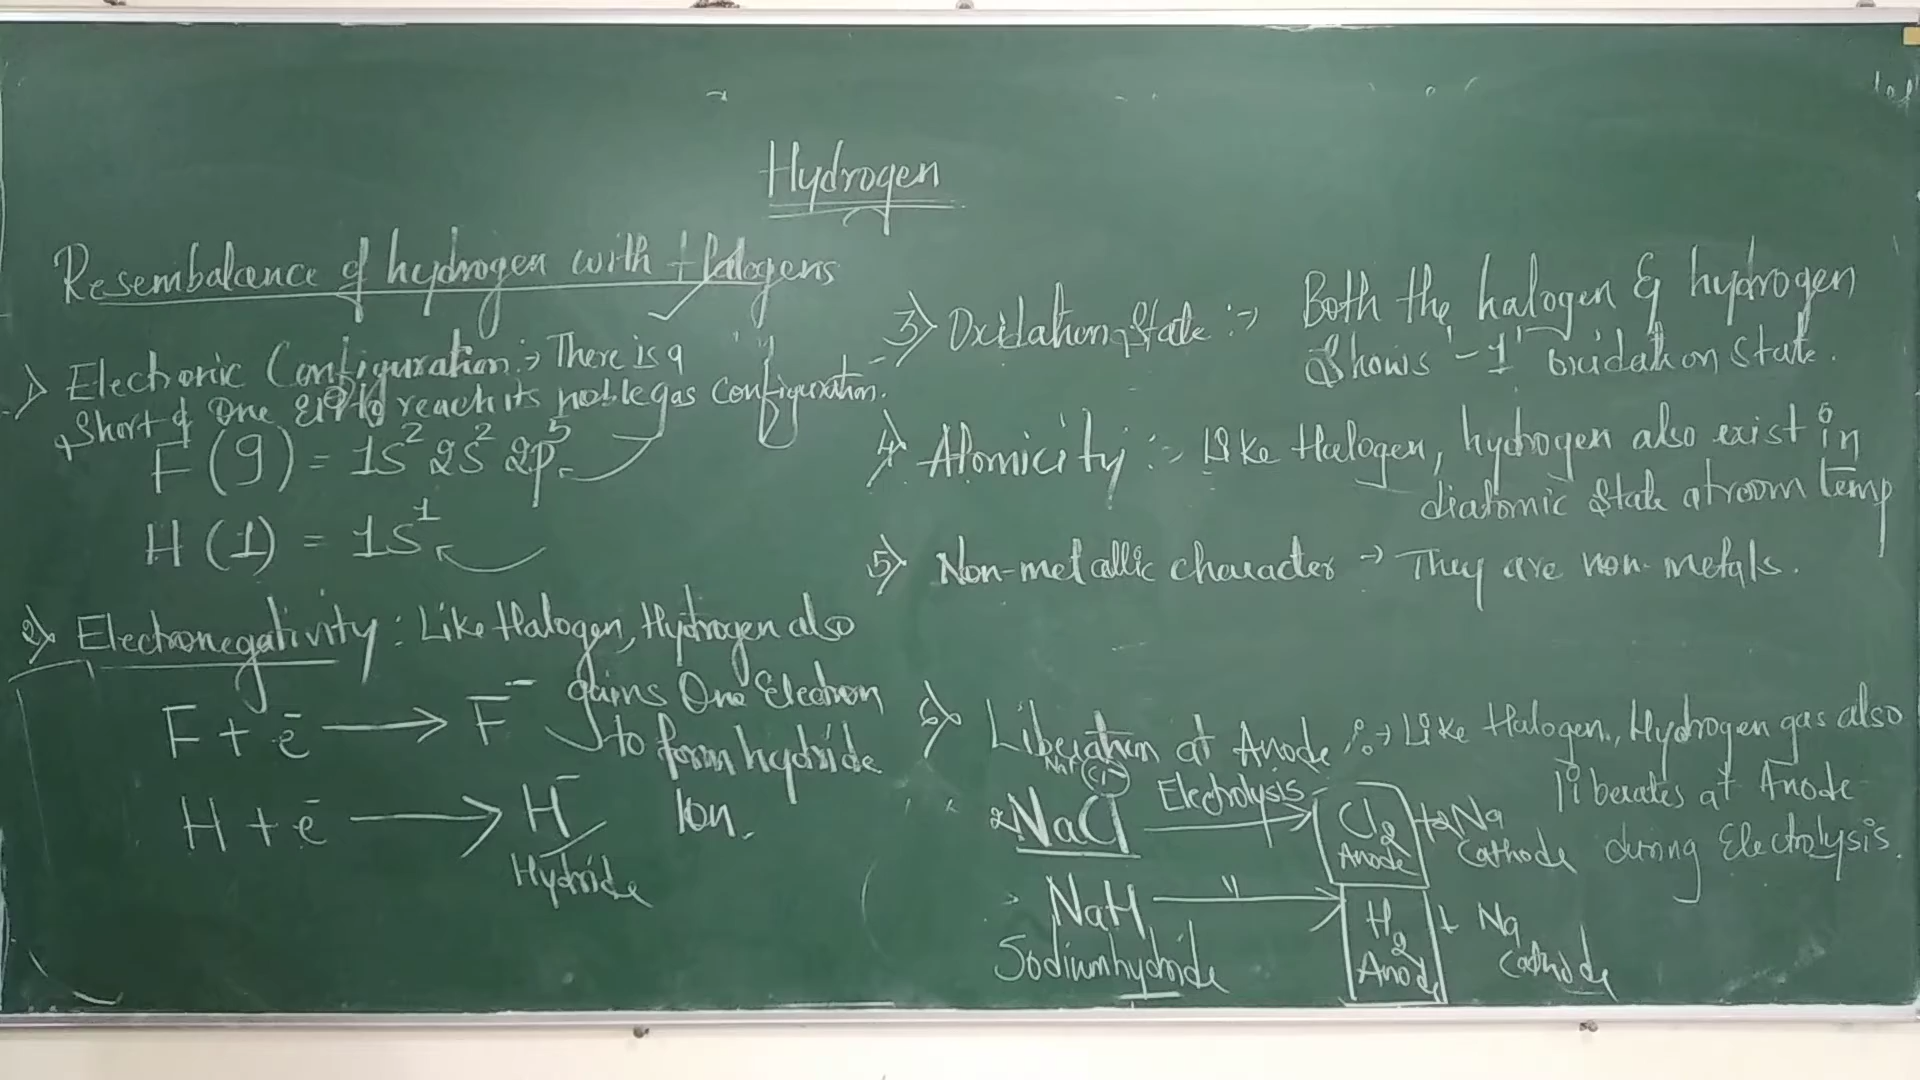 Hydrogen
Resembalance of hydrogen with Halogens
1) Electronic Configuration :→ There is a
short of One to reach its noble gas configuration.
F (9) = 1s² 2s² 2p⁵
H (1) = 1s¹
2) Electronegativity : Like Halogen, Hydrogen also
gains One Electron
to form hydride
Ion.
F + e⁻ → F⁻
H + e⁻ → H⁻
Hydride
3) Oxidation State :→ Both the halogen & hydrogen
Shows '-1' oxidation state.
4) Atomicity :- Like Halogen, hydrogen also exist in
diatomic state at room temp
5) Non-metallic character → They are non-metals.
6) Liberation at Anode :→ Like Halogen, Hydrogen gas also
liberates at Anode
during Electrolysis.
Na⁺ Cl⁻
2NaCl Electrolysis → Cl₂ + 2Na
Anode Cathode
NaH → H₂ + Na
Sodiumhydride Anode Cathode